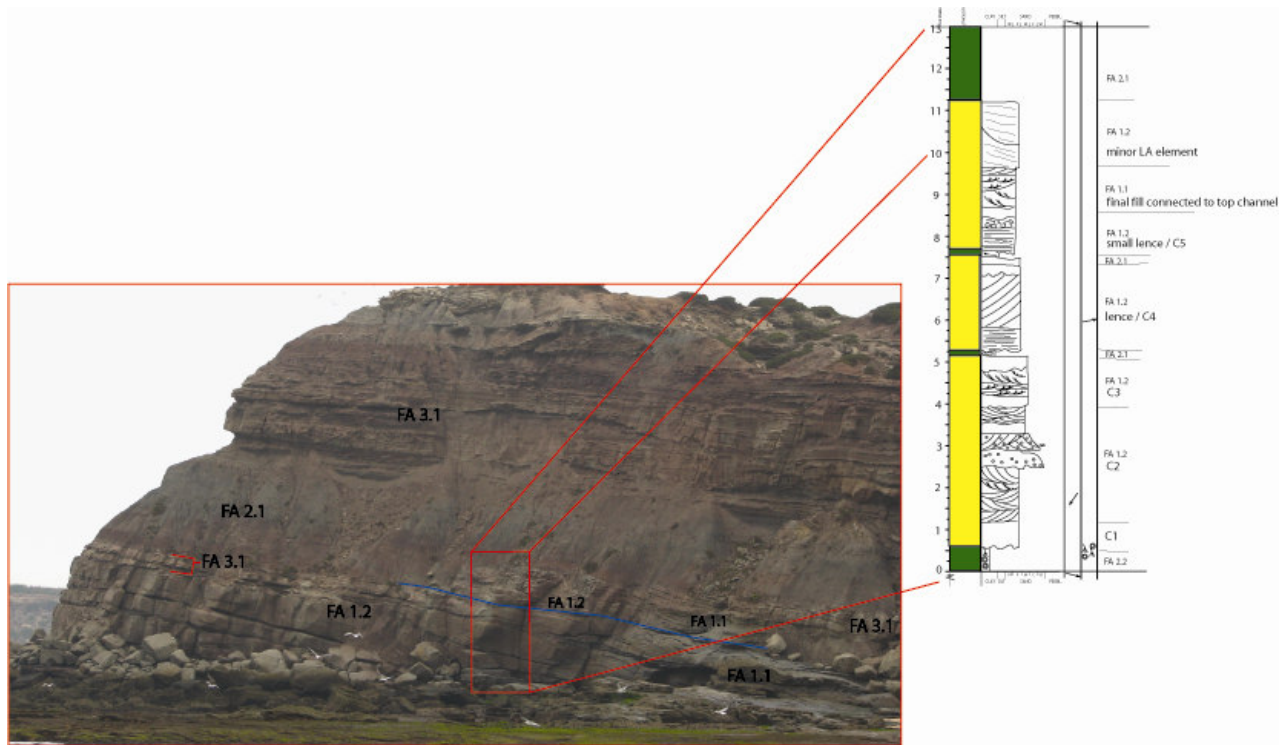 CLAY SILT SAND PEBBL.
13
12
11
10
9
8
7
6
5
4
3
2
1
0
FA 2.1
FA 1.2
minor LA element
FA 1.1
final fill connected to top channel
FA 1.2
small lence / C5
FA 2.1
FA 1.2
lence / C4
FA 2.1
FA 1.2
C3
FA 1.2
C2
C1
FA 2.2
FA 3.1
FA 2.1
FA 3.1
FA 1.2
FA 1.2
FA 1.1
FA 3.1
FA 1.1